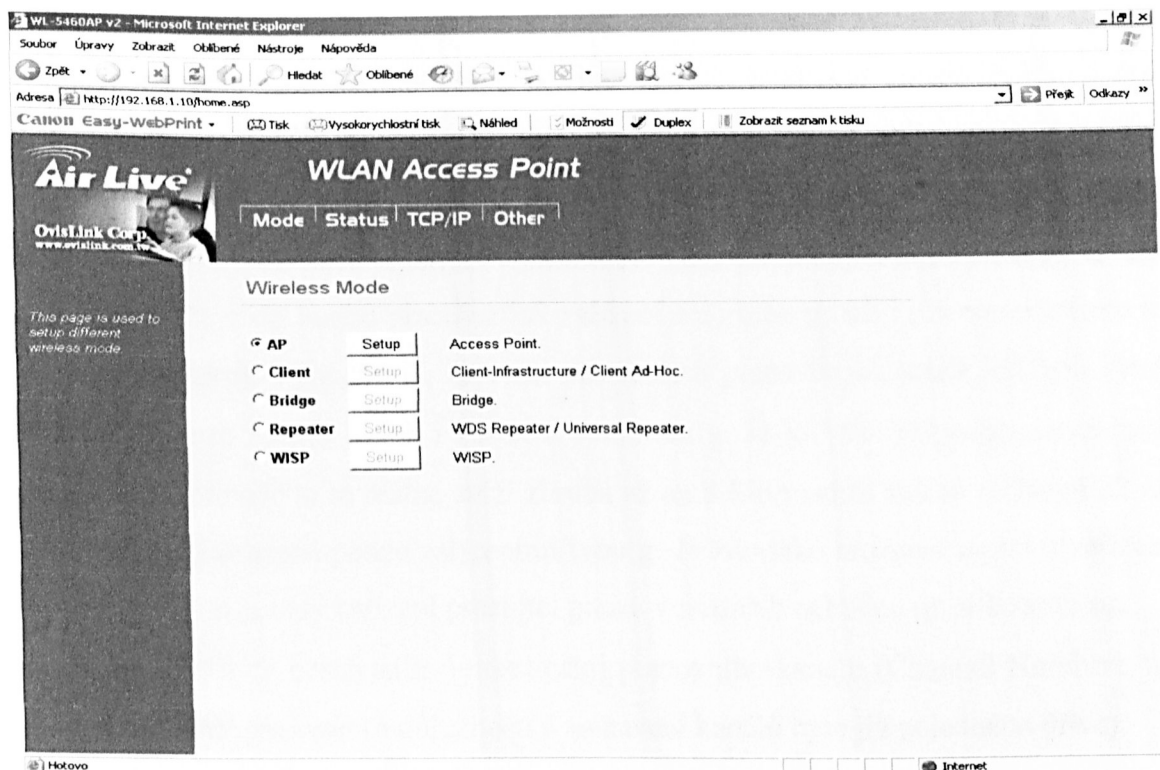 WL-5460AP v2 - Microsoft Internet Explorer
Soubor Úpravy Zobrazit Oblíbené Nástroje Nápověda
Zpět Hledat Oblíbené
Adresa http://192.168.1.10/home.asp Přejít Odkazy »
Canon Easy-WebPrint Tisk Vysokorychlostní tisk Náhled Možnosti Duplex Zobrazit seznam k tisku
Air Live
WLAN Access Point
Mode Status TCP/IP Other
OvisLink Corp.
www.ovislink.com.tw
Wireless Mode
This page is used to
setup different
wireless mode
AP Setup Access Point.
Client Setup Client-Infrastructure / Client Ad-Hoc.
Bridge Setup Bridge.
Repeater Setup WDS Repeater / Universal Repeater.
WISP Setup WISP.
Hotovo Internet